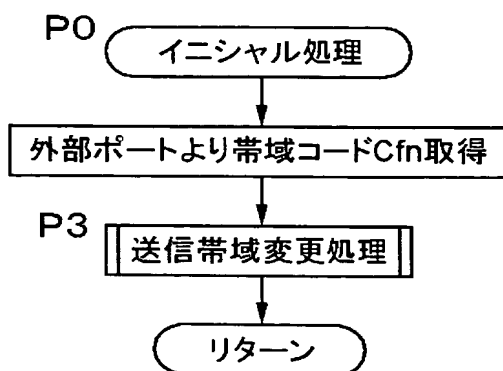 P0
イニシャル処理
外部ポートより帯域コードCfn取得
P3
送信帯域変更処理
リターン